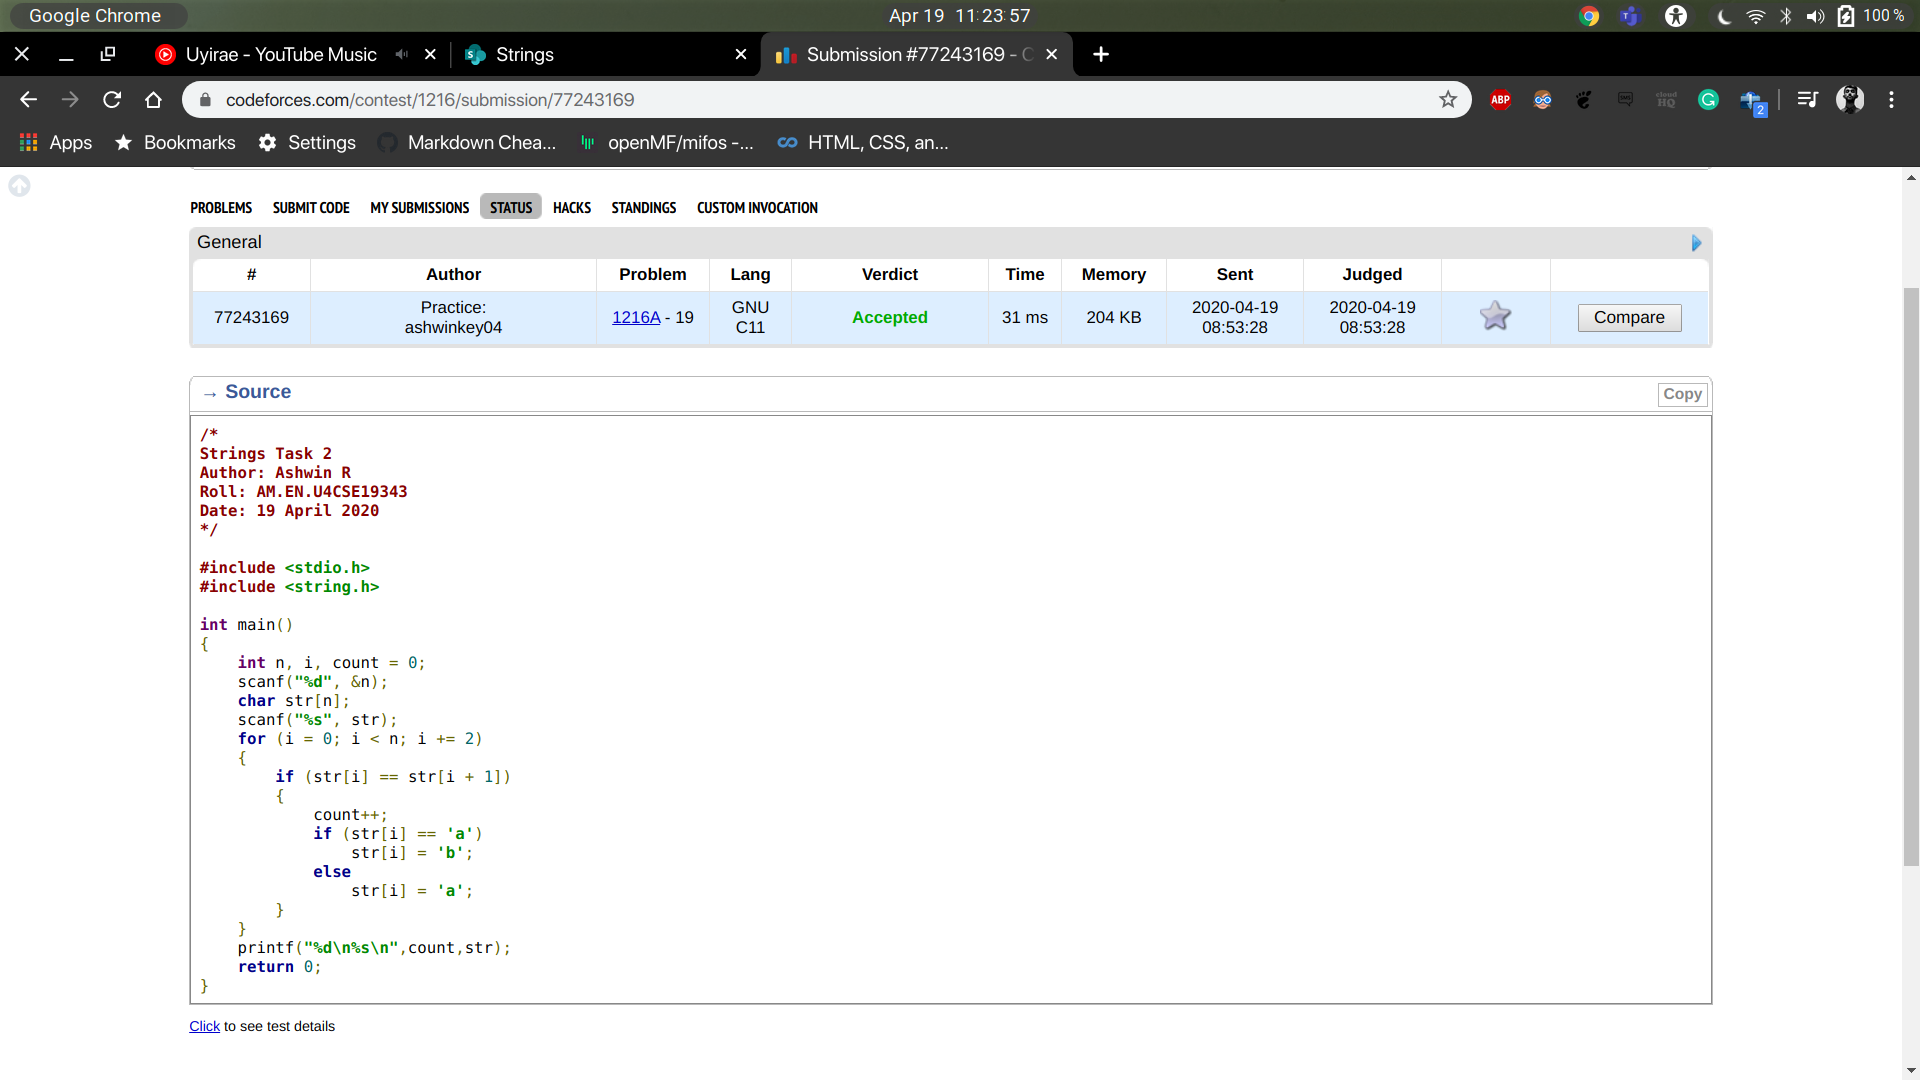 Google Chrome
Apr 19 11:23:57
100 %
Uyirae - YouTube Music
Strings
Submission #77243169 - C
codeforces.com/contest/1216/submission/77243169
ABP
cloud HQ
2
Apps
Bookmarks
Settings
Markdown Chea...
openMF/mifos -...
HTML, CSS, an...
PROBLEMS SUBMIT CODE MY SUBMISSIONS STATUS HACKS STANDINGS CUSTOM INVOCATION
General
# Author Problem Lang Verdict Time Memory Sent Judged
77243169 Practice: ashwinkey04 1216A - 19 GNU C11 Accepted 31 ms 204 KB 2020-04-19 08:53:28 2020-04-19 08:53:28 Compare
→ Source
Copy
/*
Strings Task 2
Author: Ashwin R
Roll: AM.EN.U4CSE19343
Date: 19 April 2020
*/
#include <stdio.h>
#include <string.h>
int main()
{
    int n, i, count = 0;
    scanf("%d", &n);
    char str[n];
    scanf("%s", str);
    for (i = 0; i < n; i += 2)
    {
        if (str[i] == str[i + 1])
        {
            count++;
            if (str[i] == 'a')
                str[i] = 'b';
            else
                str[i] = 'a';
        }
    }
    printf("%d\n%s\n",count,str);
    return 0;
}
Click to see test details